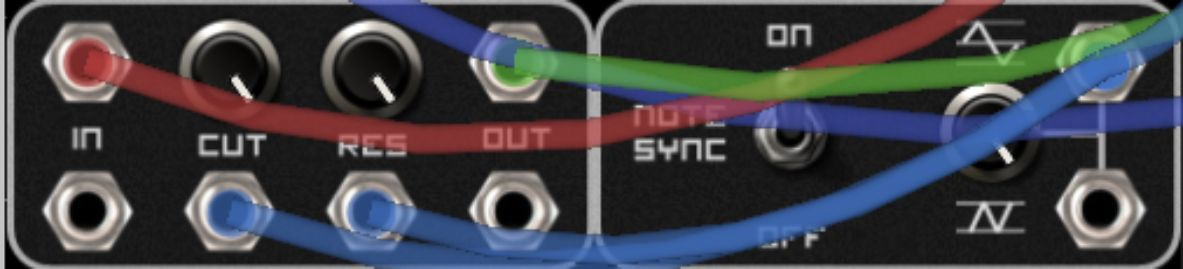 IN
CUT
RES
OUT
ON
NOTE
SYNC
OFF